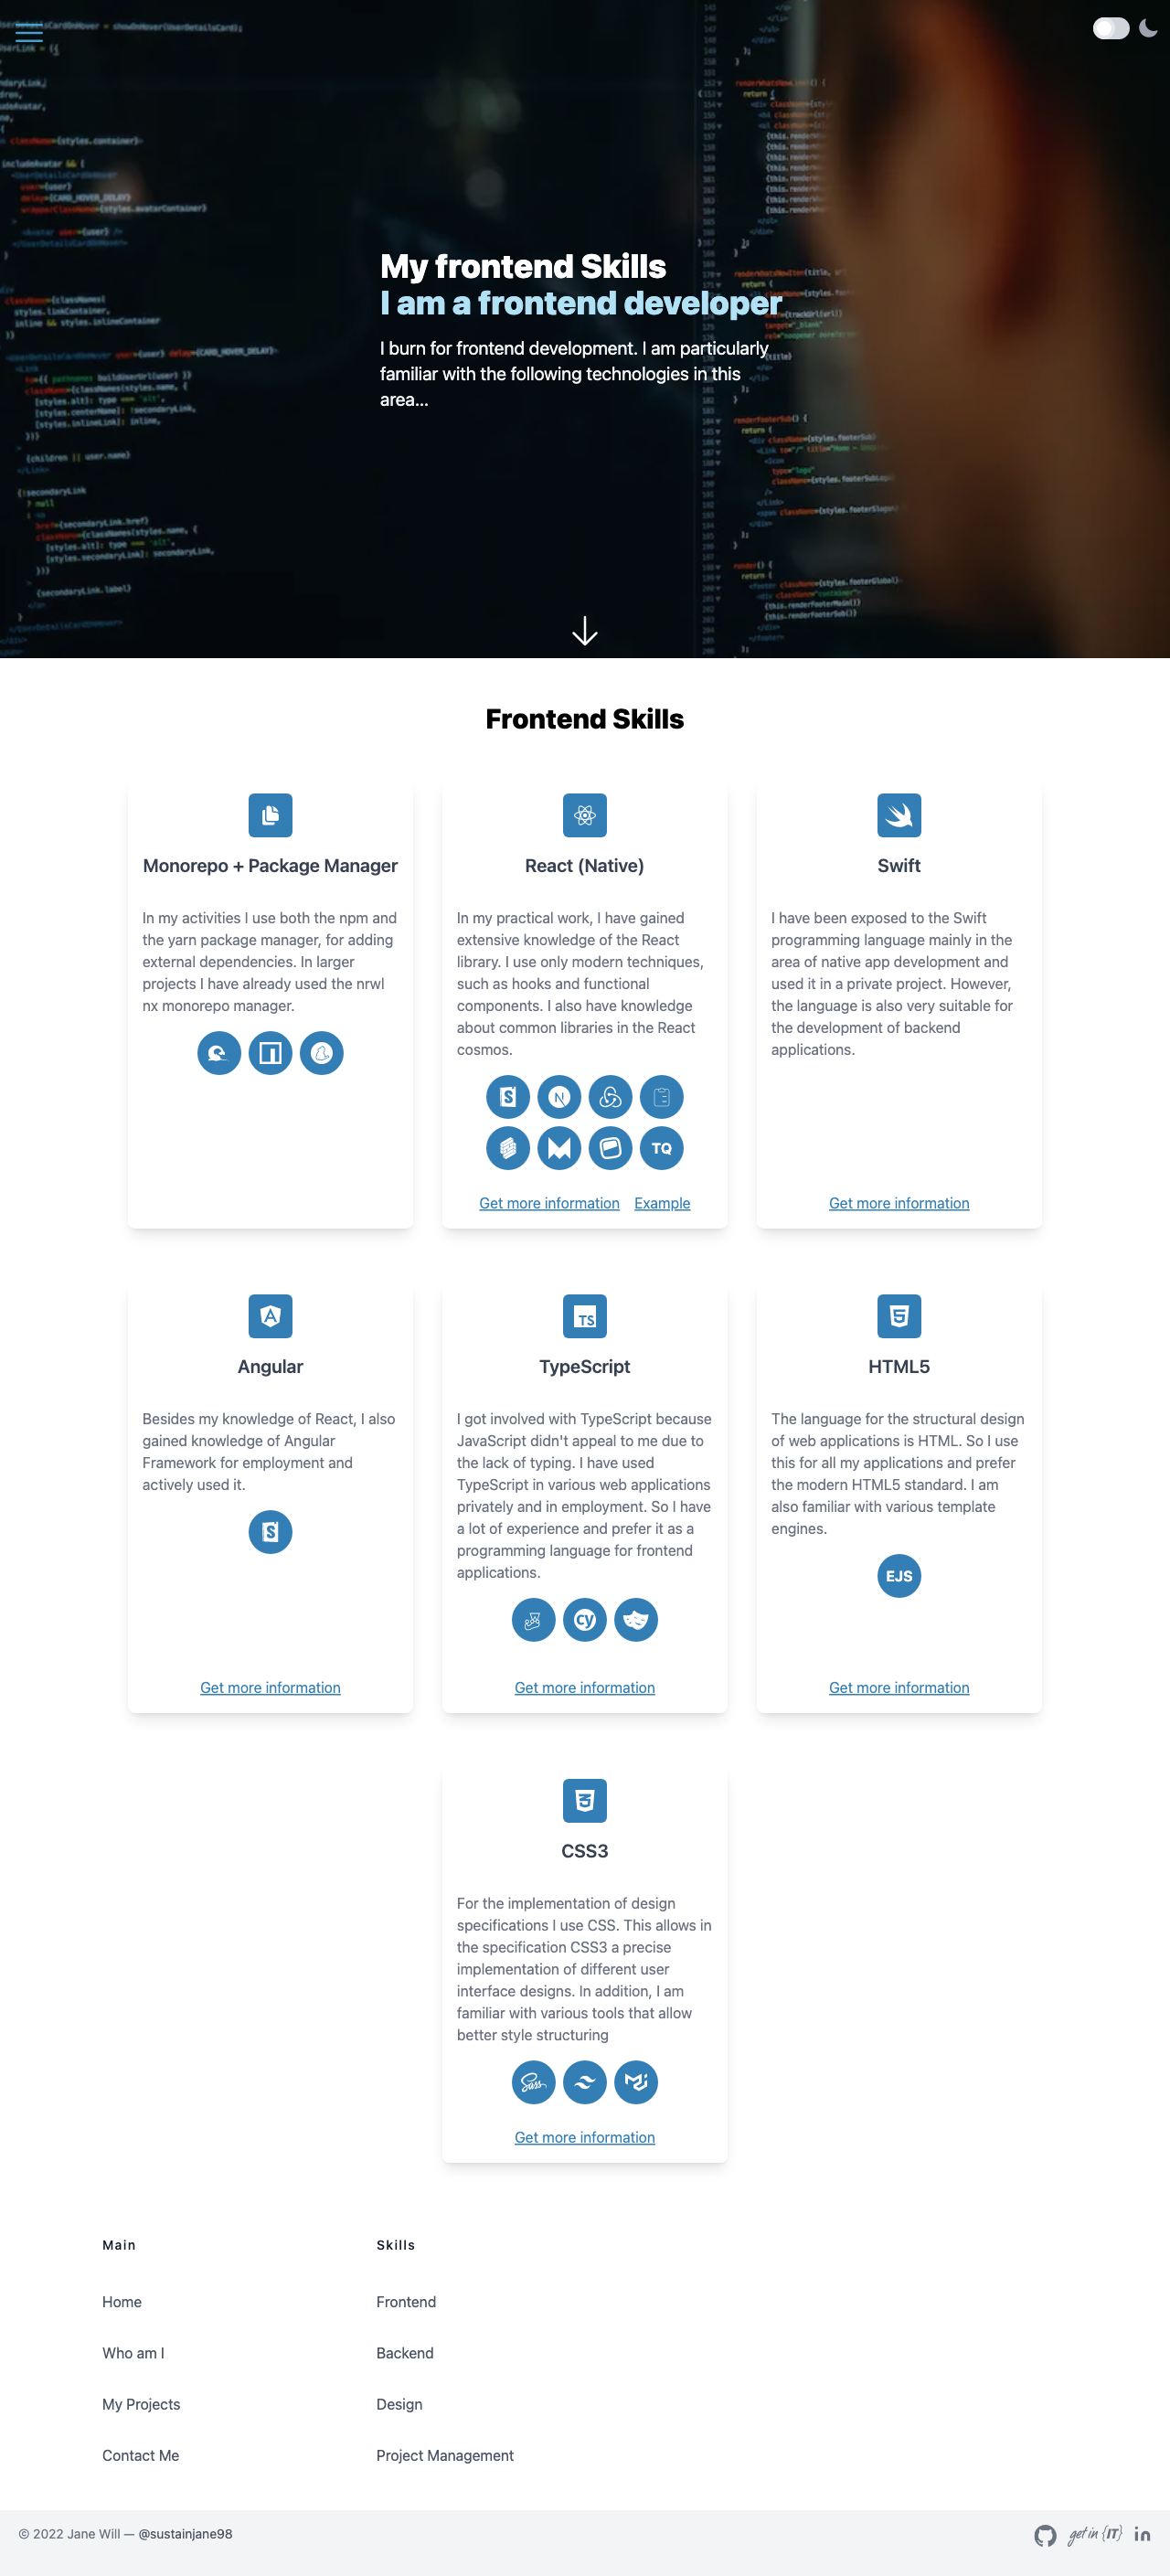 My frontend Skills
I am a frontend developer
I burn for frontend development. I am particularly
familiar with the following technologies in this
area...
Frontend Skills
Monorepo + Package Manager
In my activities I use both the npm and
the yarn package manager, for adding
external dependencies. In larger
projects I have already used the nrwl
nx monorepo manager.
React (Native)
In my practical work, I have gained
extensive knowledge of the React
library. I use only modern techniques,
such as hooks and functional
components. I also have knowledge
about common libraries in the React
cosmos.
TQ
Get more information Example
Swift
I have been exposed to the Swift
programming language mainly in the
area of native app development and
used it in a private project. However,
the language is also very suitable for
the development of backend
applications.
Get more information
Angular
Besides my knowledge of React, I also
gained knowledge of Angular
Framework for employment and
actively used it.
Get more information
TS
TypeScript
I got involved with TypeScript because
JavaScript didn't appeal to me due to
the lack of typing. I have used
TypeScript in various web applications
privately and in employment. So I have
a lot of experience and prefer it as a
programming language for frontend
applications.
cy
Get more information
HTML5
The language for the structural design
of web applications is HTML. So I use
this for all my applications and prefer
the modern HTML5 standard. I am
also familiar with various template
engines.
EJS
Get more information
CSS3
For the implementation of design
specifications I use CSS. This allows in
the specification CSS3 a precise
implementation of different user
interface designs. In addition, I am
familiar with various tools that allow
better style structuring
Sass
Get more information
Main
Home
Who am I
My Projects
Contact Me
Skills
Frontend
Backend
Design
Project Management
© 2022 Jane Will — @sustainjane98
get in {IT}
in